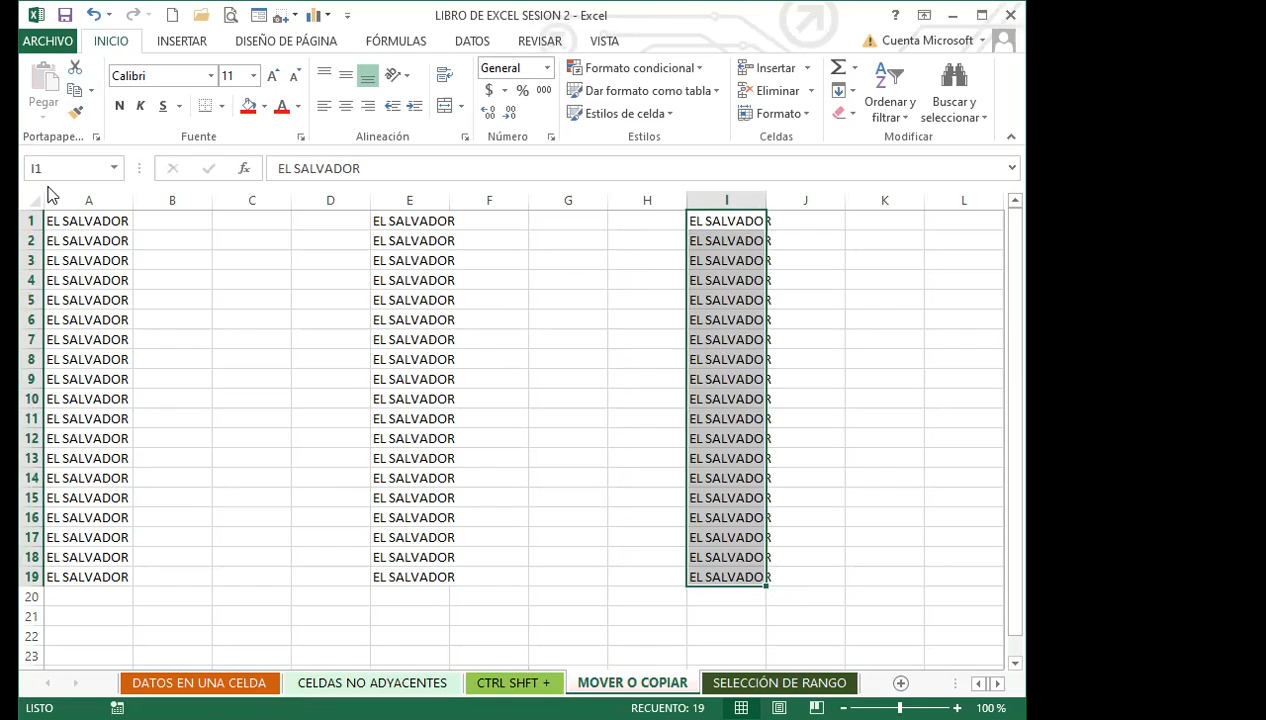 LIBRO DE EXCEL SESION 2 - Excel
ARCHIVO INICIO INSERTAR DISEÑO DE PÁGINA FÓRMULAS DATOS REVISAR VISTA Cuenta Microsoft
Calibri 11 General Formato condicional Insertar
Pegar Dar formato como tabla Eliminar Ordenar y filtrar Buscar y seleccionar
N K S $ % 000 Estilos de celda Formato
Portapape... Fuente Alineación Número Estilos Celdas Modificar
I1 fx EL SALVADOR
A B C D E F G H I J K L
1 EL SALVADOR EL SALVADOR EL SALVADOR
2 EL SALVADOR EL SALVADOR EL SALVADOR
3 EL SALVADOR EL SALVADOR EL SALVADOR
4 EL SALVADOR EL SALVADOR EL SALVADOR
5 EL SALVADOR EL SALVADOR EL SALVADOR
6 EL SALVADOR EL SALVADOR EL SALVADOR
7 EL SALVADOR EL SALVADOR EL SALVADOR
8 EL SALVADOR EL SALVADOR EL SALVADOR
9 EL SALVADOR EL SALVADOR EL SALVADOR
10 EL SALVADOR EL SALVADOR EL SALVADOR
11 EL SALVADOR EL SALVADOR EL SALVADOR
12 EL SALVADOR EL SALVADOR EL SALVADOR
13 EL SALVADOR EL SALVADOR EL SALVADOR
14 EL SALVADOR EL SALVADOR EL SALVADOR
15 EL SALVADOR EL SALVADOR EL SALVADOR
16 EL SALVADOR EL SALVADOR EL SALVADOR
17 EL SALVADOR EL SALVADOR EL SALVADOR
18 EL SALVADOR EL SALVADOR EL SALVADOR
19 EL SALVADOR EL SALVADOR EL SALVADOR
20
21
22
23
DATOS EN UNA CELDA CELDAS NO ADYACENTES CTRL SHFT + MOVER O COPIAR SELECCIÓN DE RANGO
LISTO RECUENTO: 19 100 %